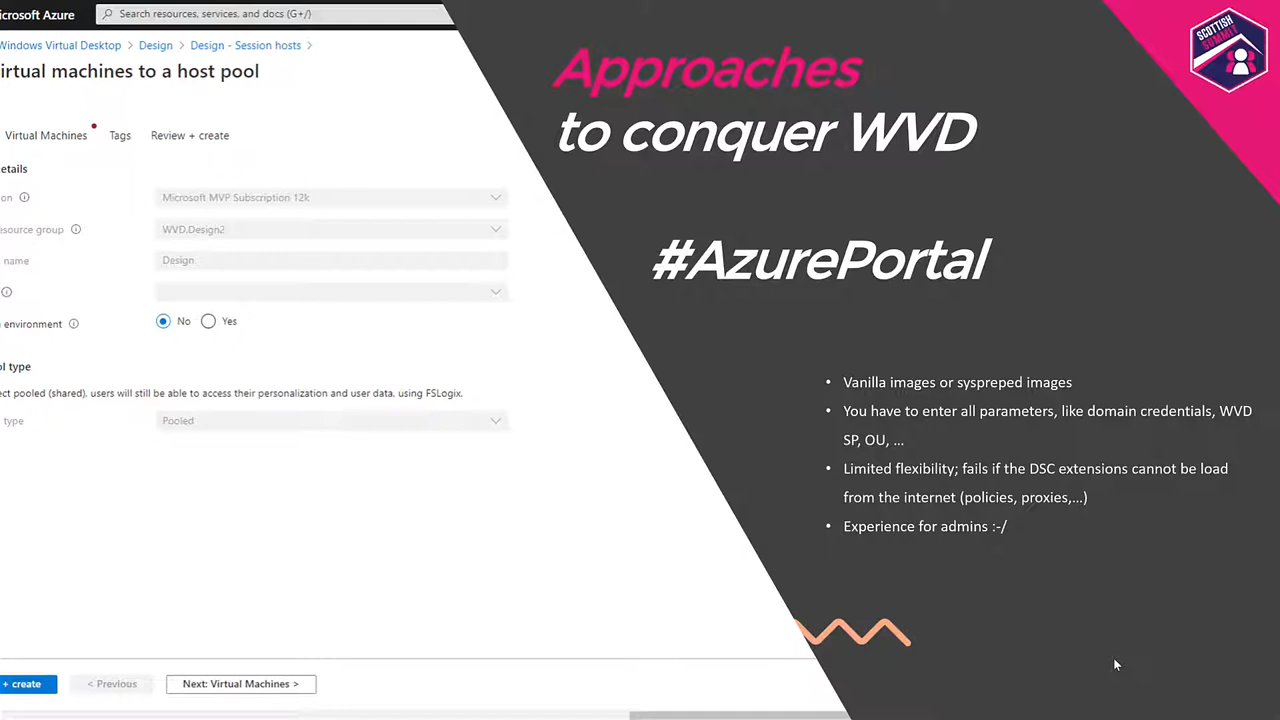 icrosoft Azure
Search resources, services, and docs (G+/)
Windows Virtual Desktop > Design > Design - Session hosts >
irtual machines to a host pool
Virtual Machines Tags Review + create
etails
on
Microsoft MVP Subscription 12k
esource group
WVD.Design2
name
Design
environment
No Yes
ol type
ect pooled (shared), users will still be able to access their personalization and user data, using FSLogix.
type
Pooled
+ create
< Previous
Next: Virtual Machines >
Approaches
to conquer WVD
#AzurePortal
• Vanilla images or syspreped images
• You have to enter all parameters, like domain credentials, WVD
SP, OU, ...
• Limited flexibility; fails if the DSC extensions cannot be load
from the internet (policies, proxies,...)
• Experience for admins :-/
SCOTTISH
SUMMIT